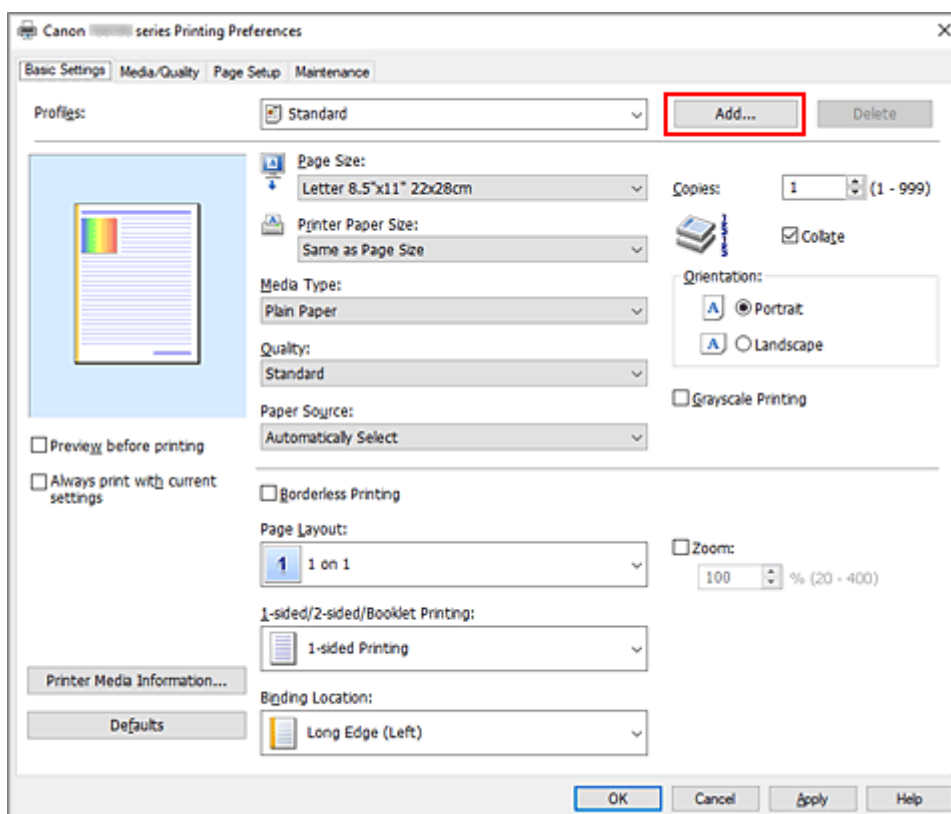 Canon series Printing Preferences
Basic Settings Media/Quality Page Setup Maintenance
Profiles: Standard Add... Delete
Page Size:
Letter 8.5"x11" 22x28cm
Copies: 1 (1 - 999)
Printer Paper Size:
Same as Page Size
Collate
Media Type:
Plain Paper
Orientation:
Portrait
Landscape
Quality:
Standard
Grayscale Printing
Paper Source:
Automatically Select
Preview before printing
Always print with current
settings
Borderless Printing
Page Layout:
1 1 on 1
Zoom:
100 % (20 - 400)
1-sided/2-sided/Booklet Printing:
1-sided Printing
Printer Media Information...
Defaults
Binding Location:
Long Edge (Left)
OK Cancel Apply Help